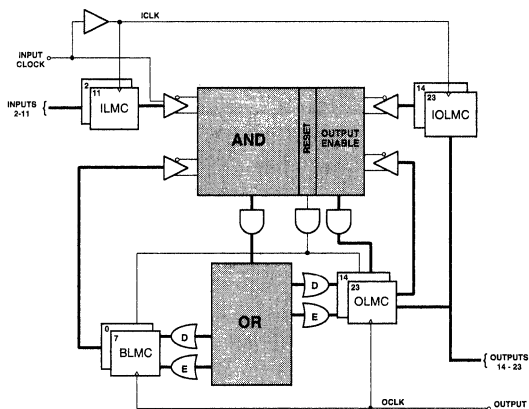 ICLK
INPUT
CLOCK
2
11
ILMC
INPUTS
2-11
AND
RESET
OUTPUT
ENABLE
14
23
IOLMC
OR
D
E
14
23
OLMC
0
7
BLMC
D
E
OUTPUTS
14 - 23
OCLK
OUTPUT